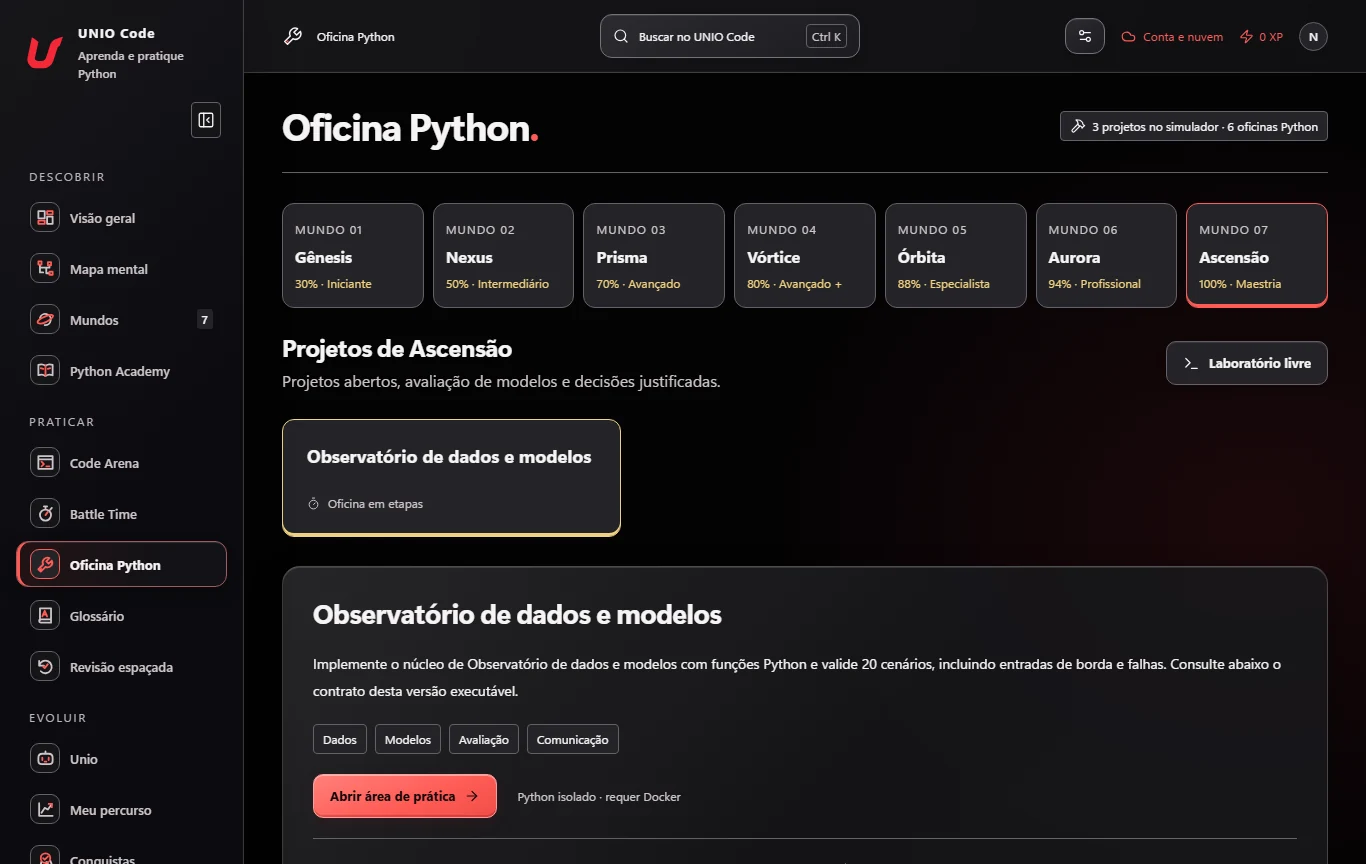 UNIO Code
Aprenda e pratique
Python
DESCOBRIR
Visão geral
Mapa mental
Mundos
7
Python Academy
PRATICAR
Code Arena
Battle Time
Oficina Python
Glossário
Revisão espaçada
EVOLUIR
Unio
Meu percurso
Conquistas
Oficina Python
Buscar no UNIO Code
Ctrl K
Conta e nuvem
0 XP
N
Oficina Python.
3 projetos no simulador · 6 oficinas Python
MUNDO 01
Gênesis
30% · Iniciante
MUNDO 02
Nexus
50% · Intermediário
MUNDO 03
Prisma
70% · Avançado
MUNDO 04
Vórtice
80% · Avançado +
MUNDO 05
Órbita
88% · Especialista
MUNDO 06
Aurora
94% · Profissional
MUNDO 07
Ascensão
100% · Maestria
Projetos de Ascensão
Projetos abertos, avaliação de modelos e decisões justificadas.
Laboratório livre
Observatório de dados e modelos
Oficina em etapas
Observatório de dados e modelos
Implemente o núcleo de Observatório de dados e modelos com funções Python e valide 20 cenários, incluindo entradas de borda e falhas. Consulte abaixo o
contrato desta versão executável.
Dados
Modelos
Avaliação
Comunicação
Abrir área de prática
Python isolado · requer Docker